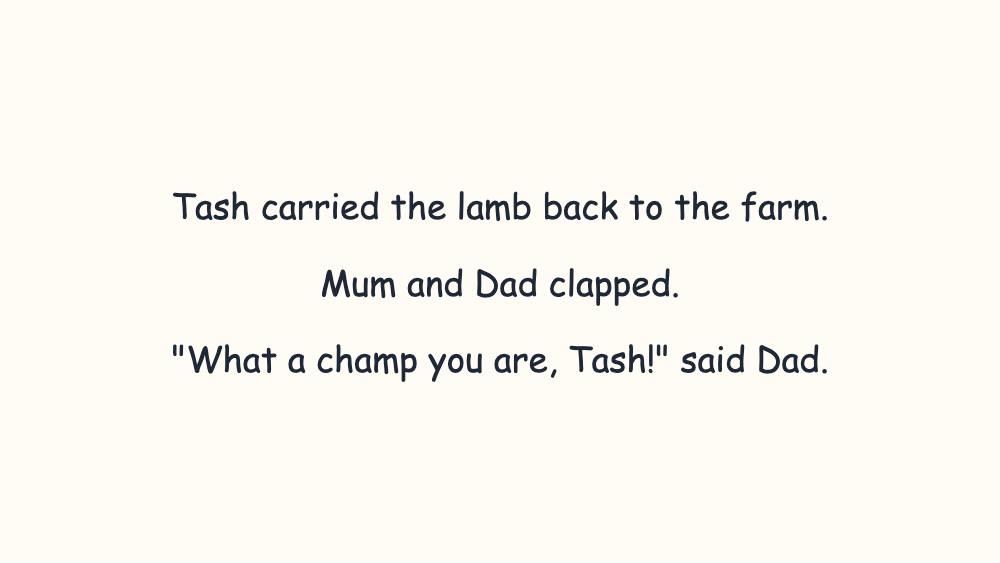 Tash carried the lamb back to the farm.
Mum and Dad clapped.
"What a champ you are, Tash!" said Dad.